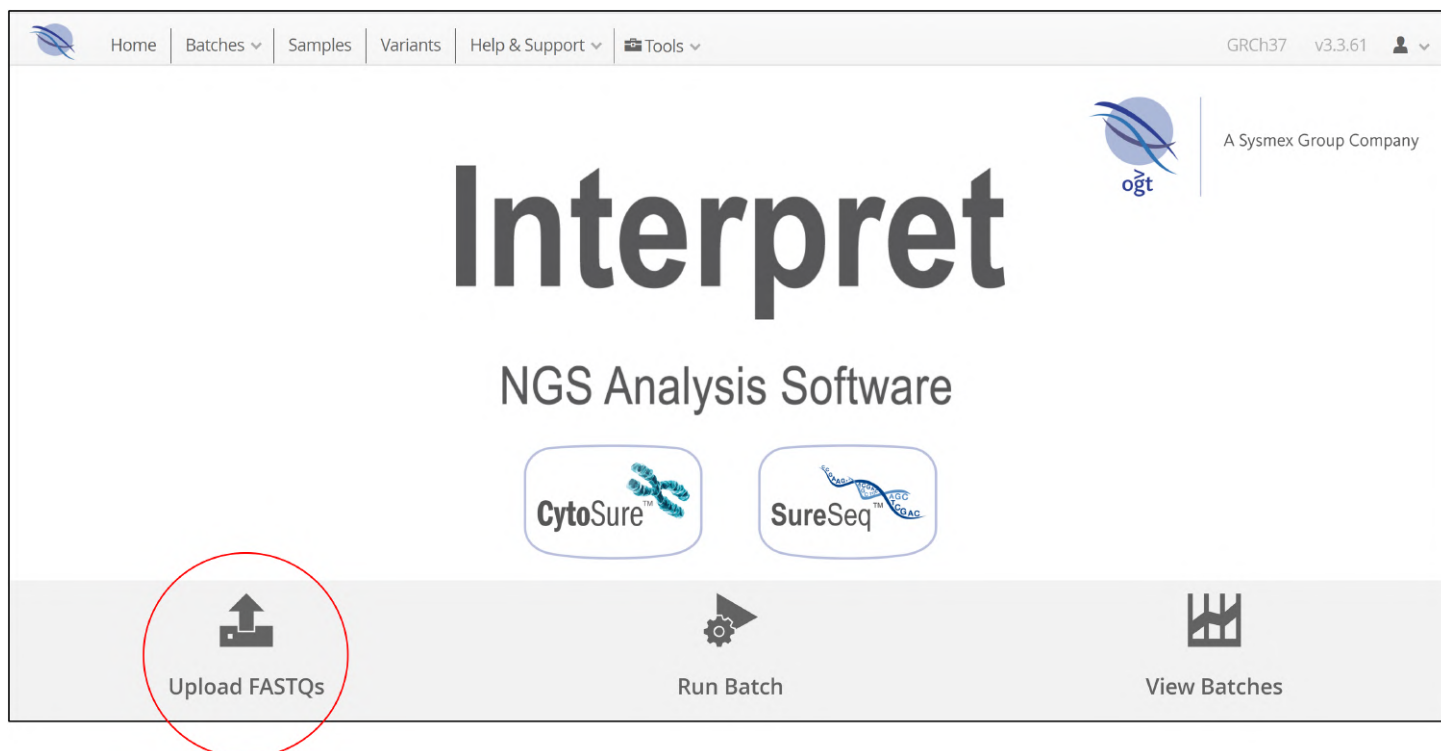 Home Batches Samples Variants Help & Support Tools GRCh37 v3.3.61
ogt
A Sysmex Group Company
Interpret
NGS Analysis Software
CytoSure™ SureSeq™
Upload FASTQs Run Batch View Batches